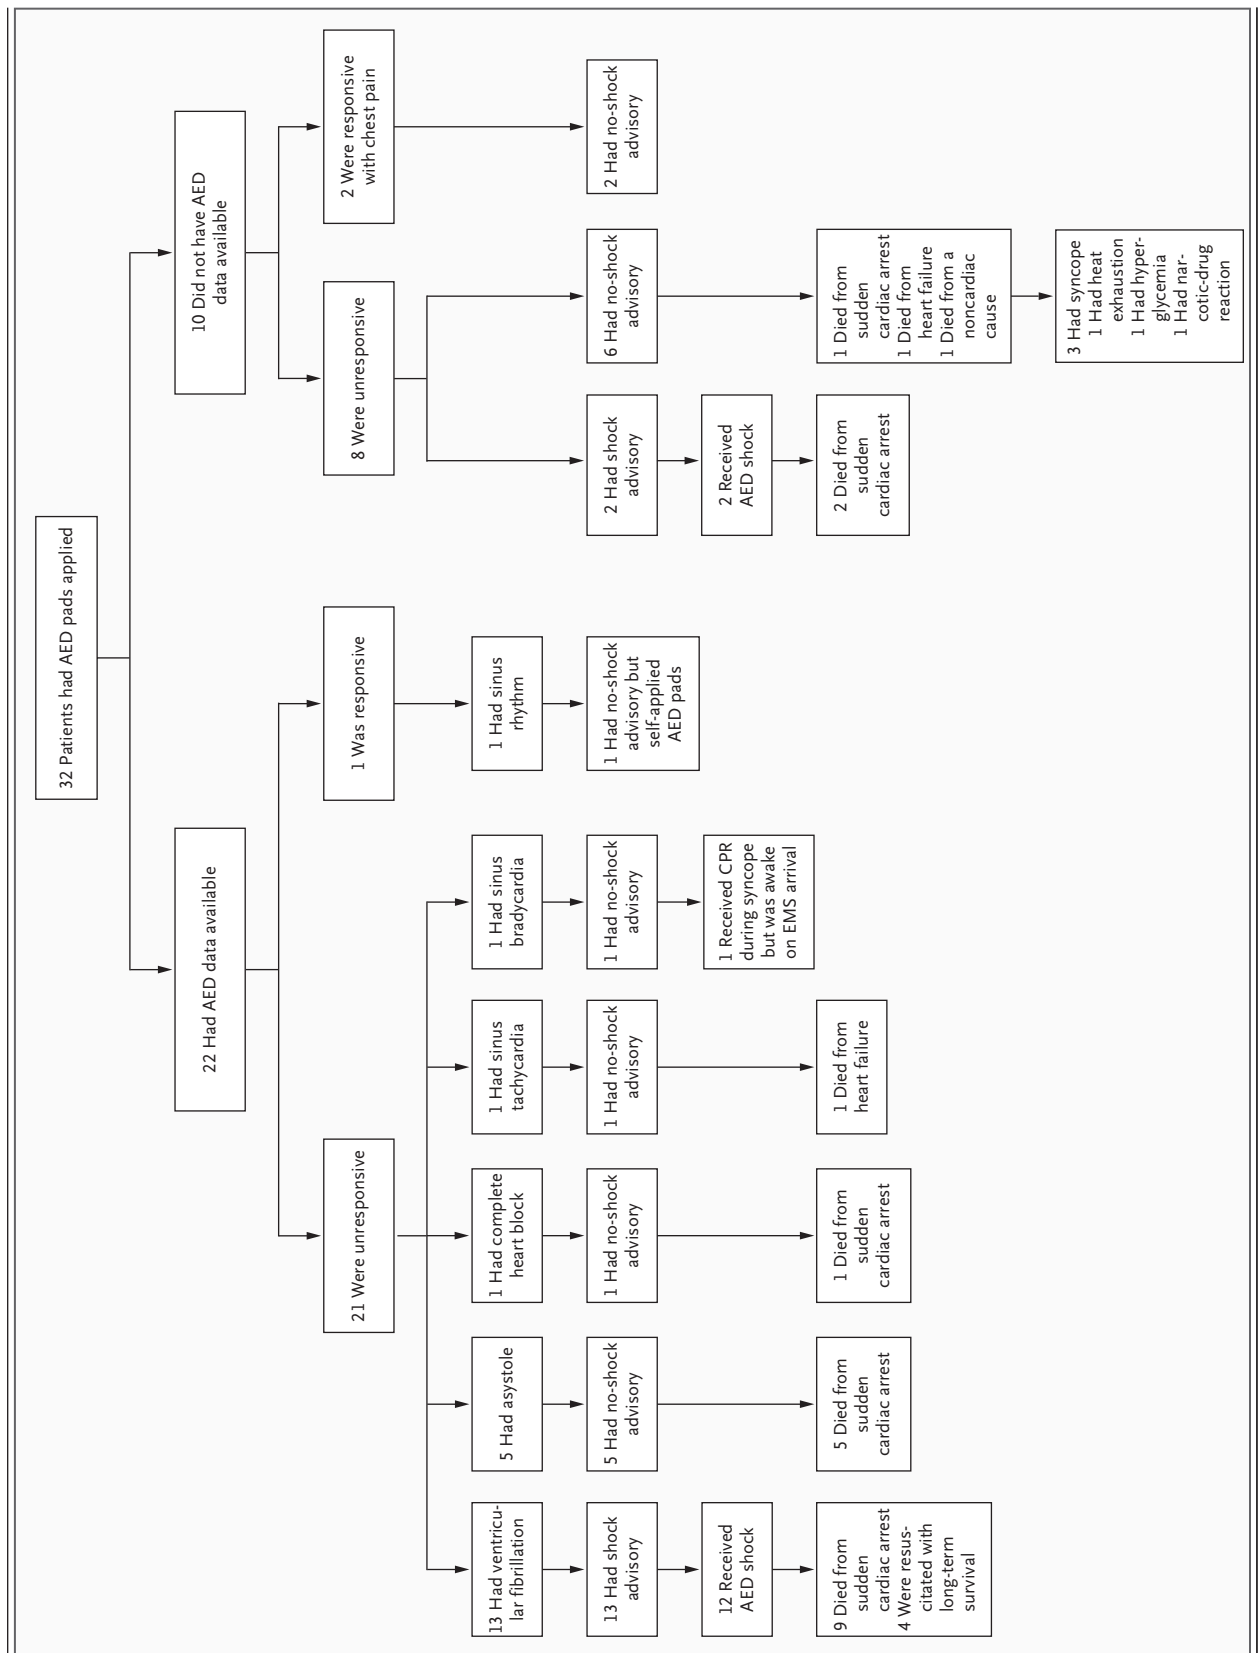 32 Patients had AED pads applied
22 Had AED data available
10 Did not have AED
data available
21 Were unresponsive
1 Was responsive
8 Were unresponsive
2 Were responsive
with chest pain
13 Had ventricu-
lar fibrillation
5 Had asystole
1 Had complete
heart block
1 Had sinus
tachycardia
1 Had sinus
bradycardia
1 Had sinus
rhythm
13 Had shock
advisory
5 Had no-shock
advisory
1 Had no-shock
advisory
1 Had no-shock
advisory
1 Had no-shock
advisory
1 Had no-shock
advisory but
self-applied
AED pads
2 Had shock
advisory
6 Had no-shock
advisory
2 Had no-shock
advisory
12 Received
AED shock
1 Received CPR
during syncope
but was awake
on EMS arrival
2 Received
AED shock
9 Died from
sudden
cardiac arrest
4 Were resus-
citated with
long-term
survival
5 Died from
sudden
cardiac arrest
1 Died from
sudden
cardiac arrest
1 Died from
heart failure
2 Died from
sudden
cardiac arrest
1 Died from
sudden
cardiac arrest
1 Died from
heart failure
1 Died from a
noncardiac
cause
3 Had syncope
1 Had heat
exhaustion
1 Had hyper-
glycemia
1 Had nar-
cotic-drug
reaction